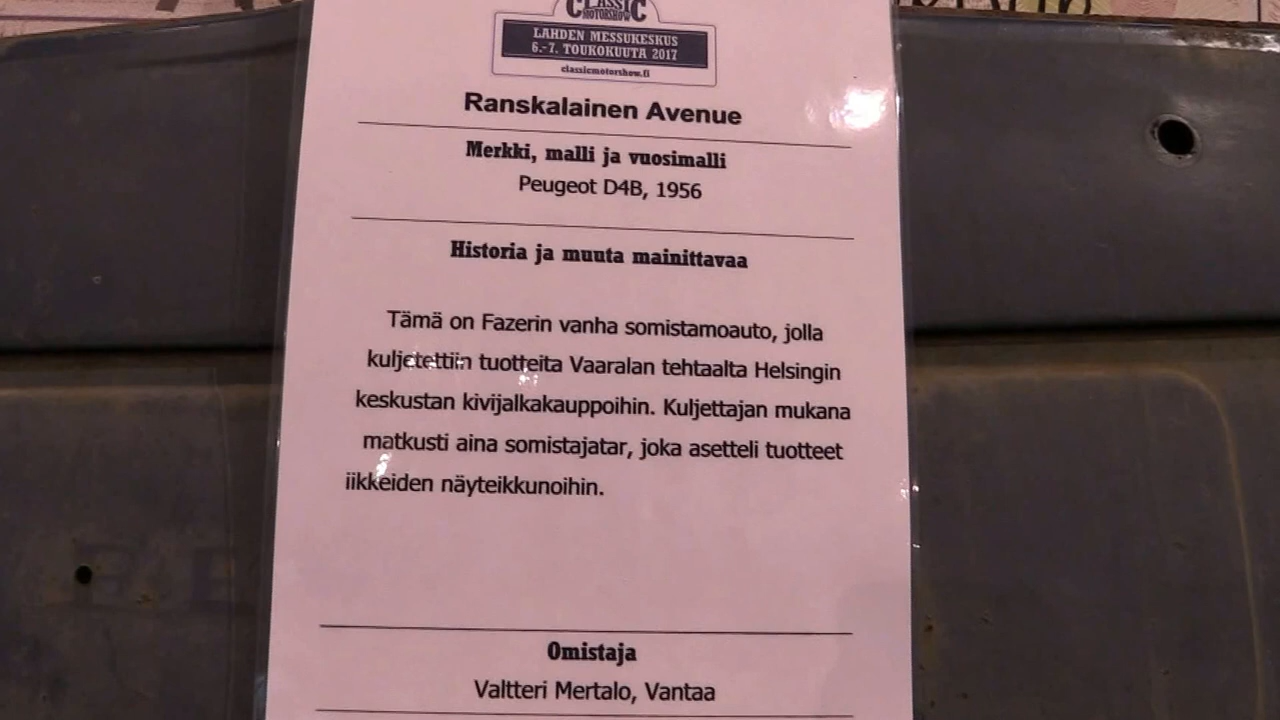 CLASSIC
MOTORSHOW
LAHDEN MESSUKESKUS
6.-7. TOUKOKUUTA 2017
classicmotorshow.fi
Ranskalainen Avenue
Merkki, malli ja vuosimalli
Peugeot D4B, 1956
Historia ja muuta mainittavaa
Tämä on Fazerin vanha somistamoauto, jolla
kuljetettiin tuotteita Vaaralan tehtaalta Helsingin
keskustan kivijalkakauppoihin. Kuljettajan mukana
matkusti aina somistajatar, joka asetteli tuotteet
iikkeiden näyteikkunoihin.
Omistaja
Valtteri Mertalo, Vantaa